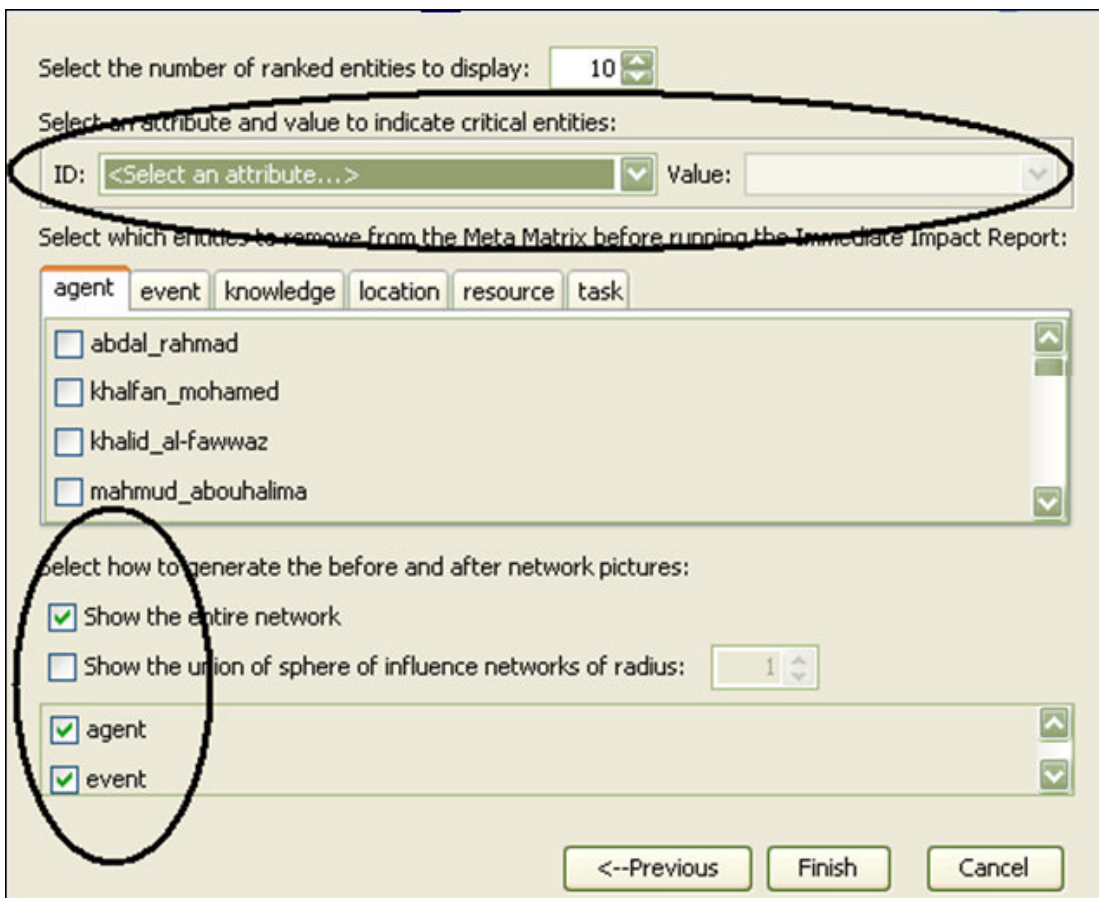 Select the number of ranked entities to display: 10
Select an attribute and value to indicate critical entities:
ID: <Select an attribute...> Value:
Select which entities to remove from the Meta Matrix before running the Immediate Impact Report:
agent event knowledge location resource task
abdal_rahmad
khalfan_mohamed
khalid_al-fawwaz
mahmud_abouhalima
Select how to generate the before and after network pictures:
Show the entire network
Show the union of sphere of influence networks of radius: 1
agent
event
<--Previous Finish Cancel